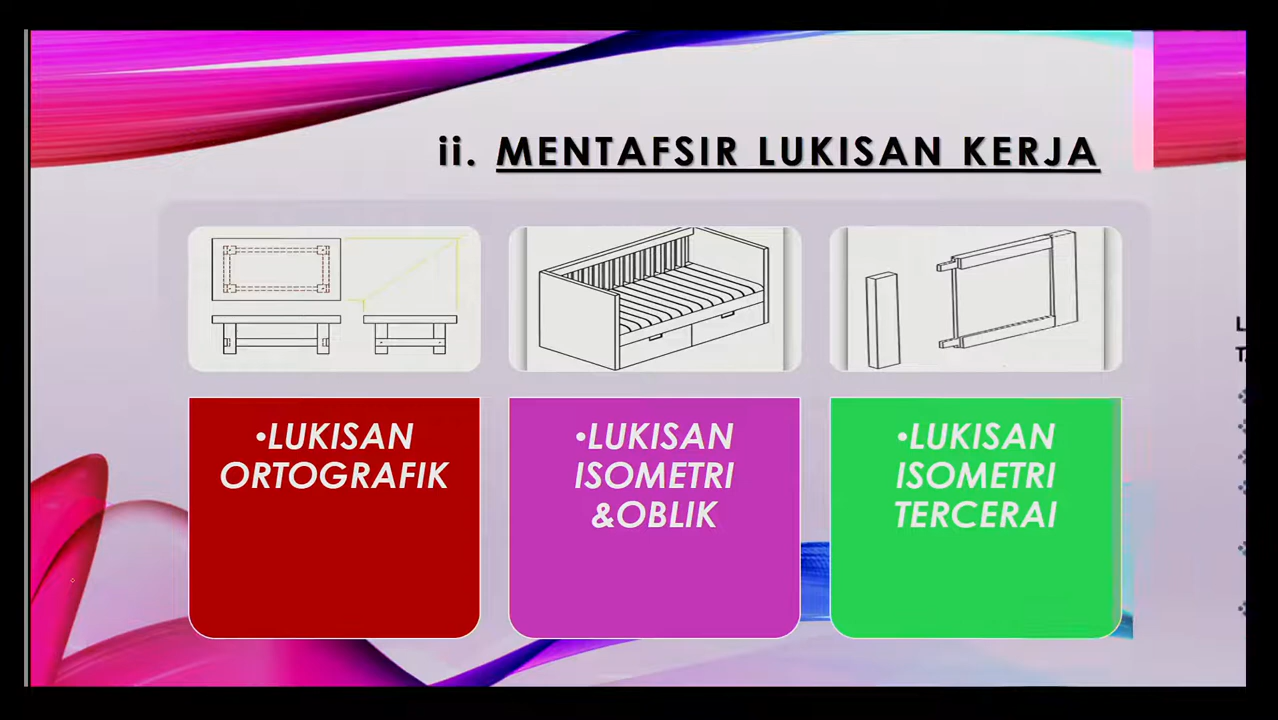 ii. MENTAFSIR LUKISAN KERJA
•LUKISAN
ORTOGRAFIK
•LUKISAN
ISOMETRI
&OBLIK
•LUKISAN
ISOMETRI
TERCERAI